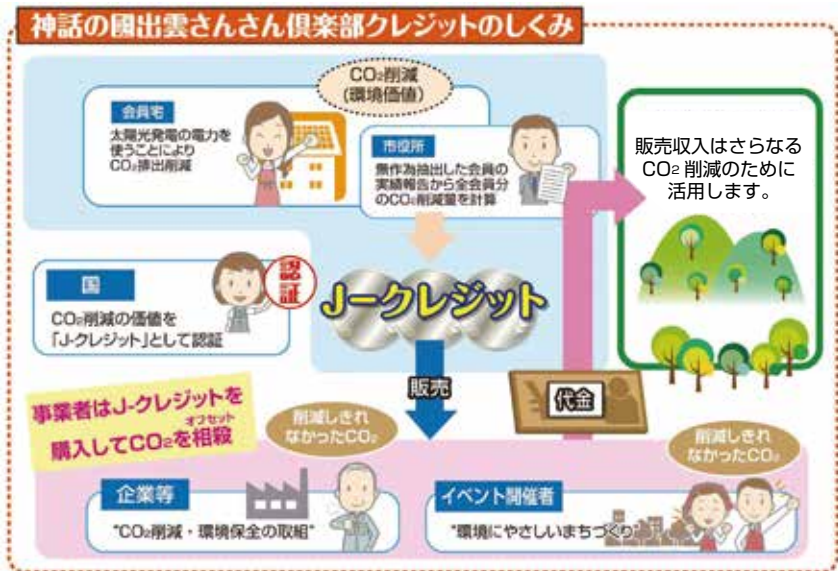 神話の國出雲さんさん倶楽部クレジットのしくみ
CO₂削減
(環境価値)
会員宅
太陽光発電の電力を
使うことにより
CO₂排出削減
市役所
無作為抽出した会員の
実績報告から全会員分
のCO₂削減量を計算
販売収入はさらなる
CO₂削減のために
活用します。
国
認証
CO₂削減の価値を
「J-クレジット」として認証
J-クレジット
販売
代金
事業者はJ-クレジットを
オフセット
購入してCO₂を相殺
削減しきれ
なかったCO₂
削減しきれ
なかったCO₂
企業等
"CO₂削減・環境保全の取組"
イベント開催者
"環境にやさしいまちづくり"